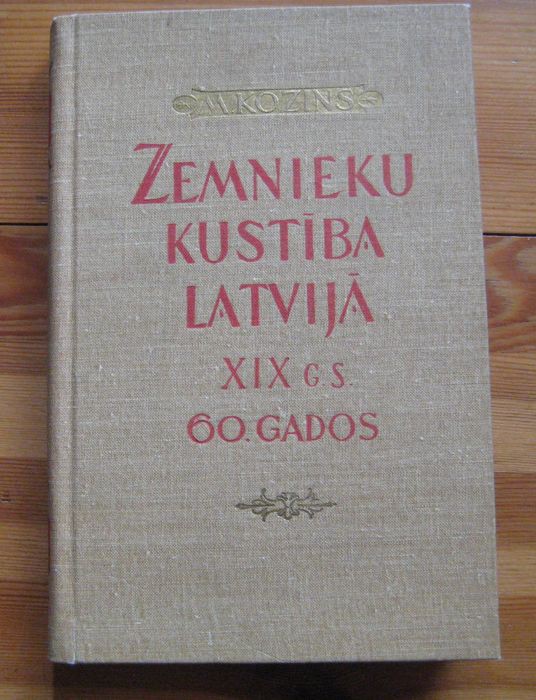 M. KOZINS
ZEMNIEKU
KUSTĪBA
LATVIJĀ
XIX G S.
60. GADOS